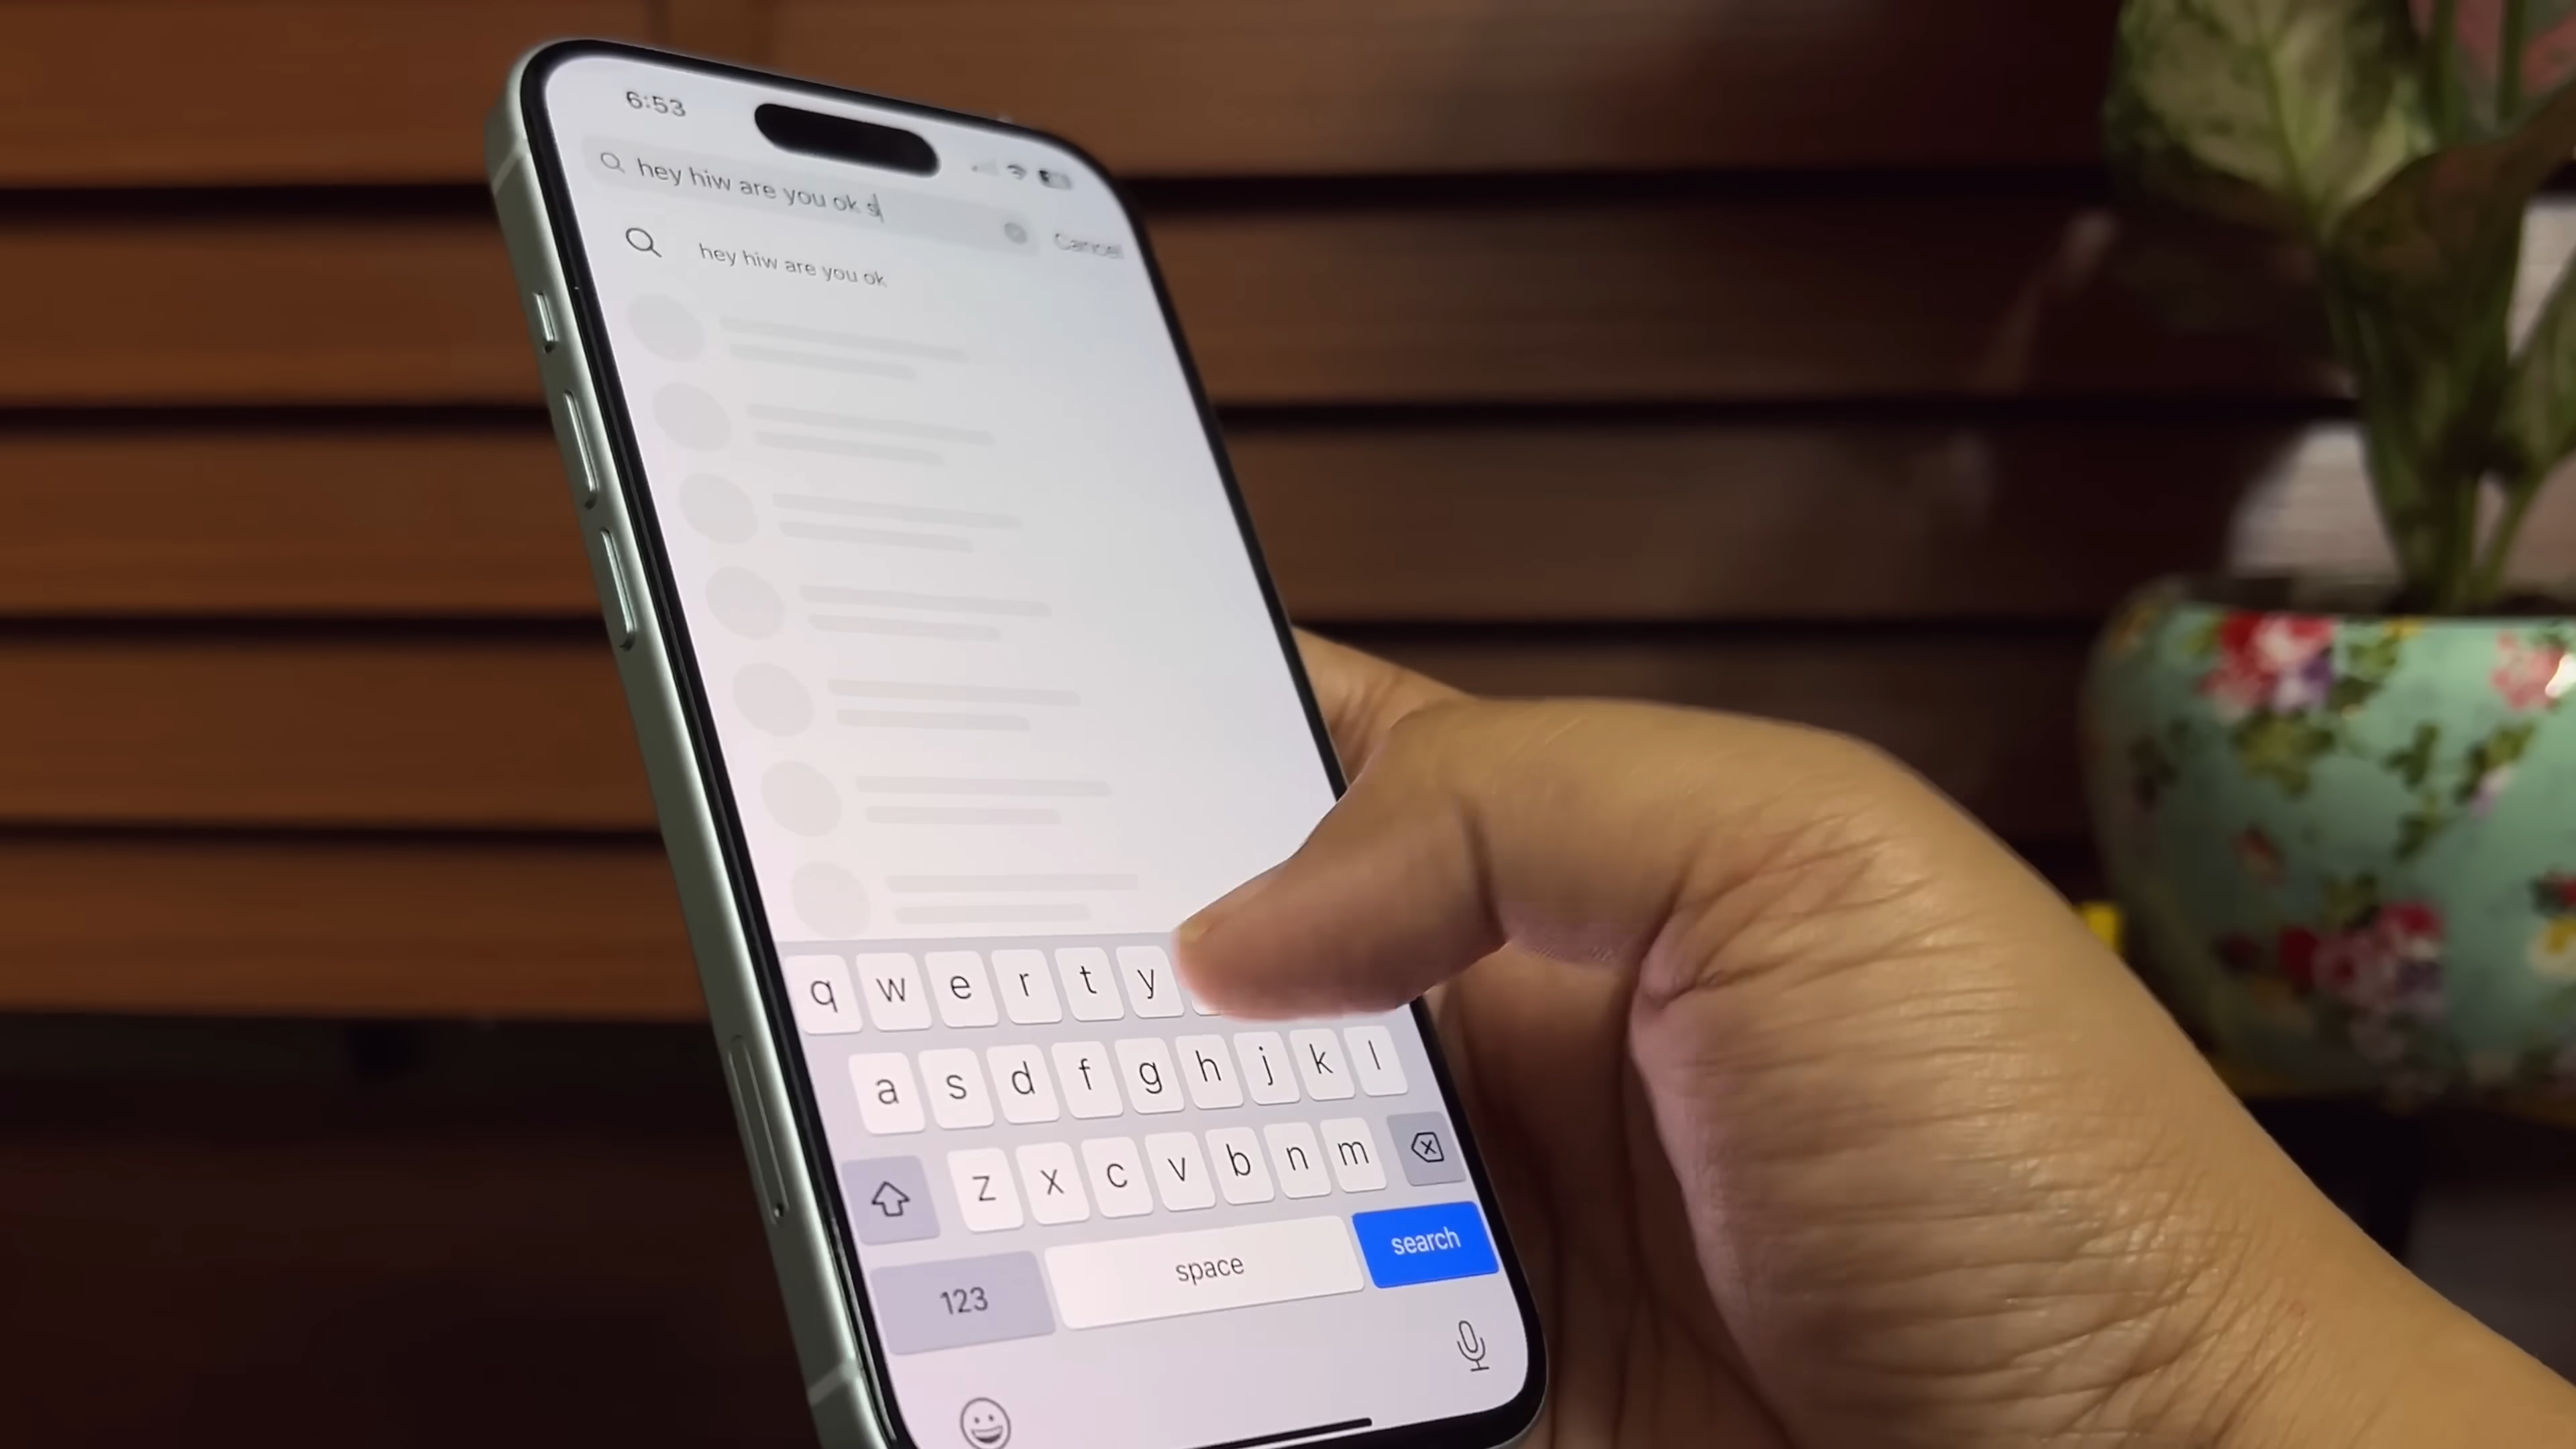 6:53
hey hiw are you ok s
Cancel
hey hiw are you ok
q w e r t y
a s d f g h j k l
z x c v b n m
123 space search